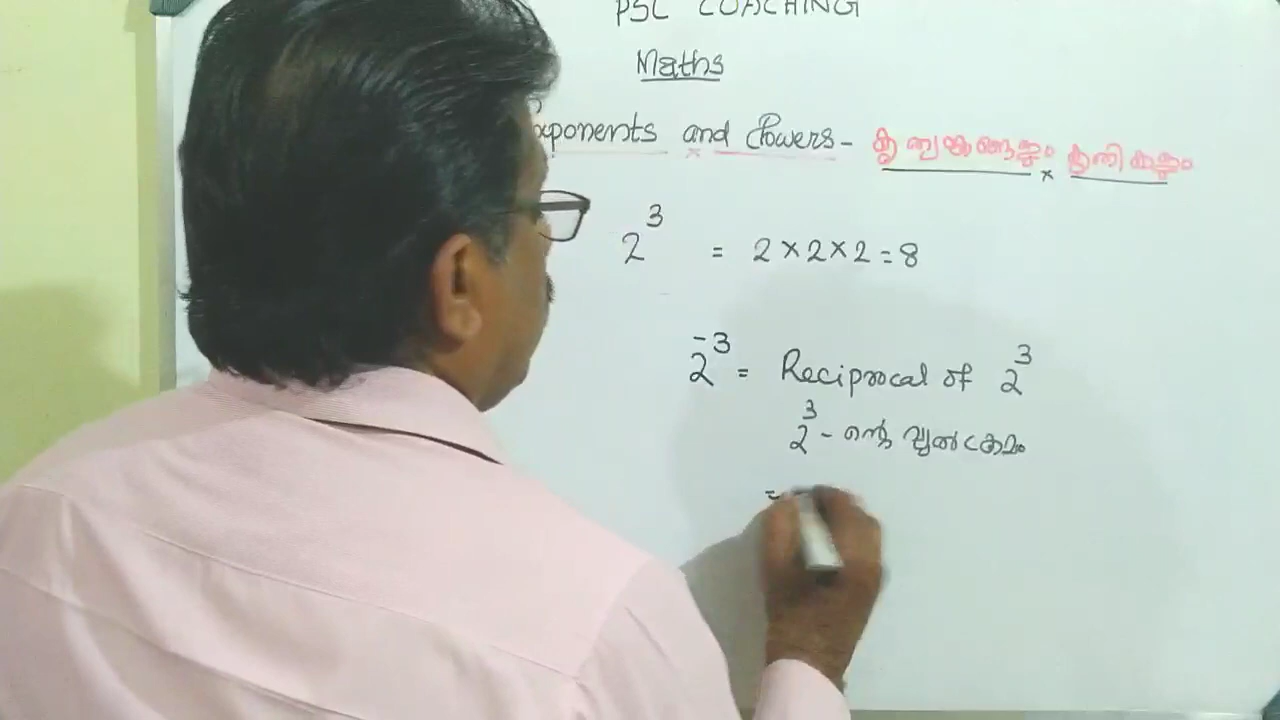 PSC COACHING
Maths
Exponents and Powers - കൃത്യങ്കങ്ങളും കൃതികളും
2³ = 2 × 2 × 2 = 8
2⁻³ = Reciprocal of 2³
2³ - ന്റെ വ്യുൽക്രമം
=